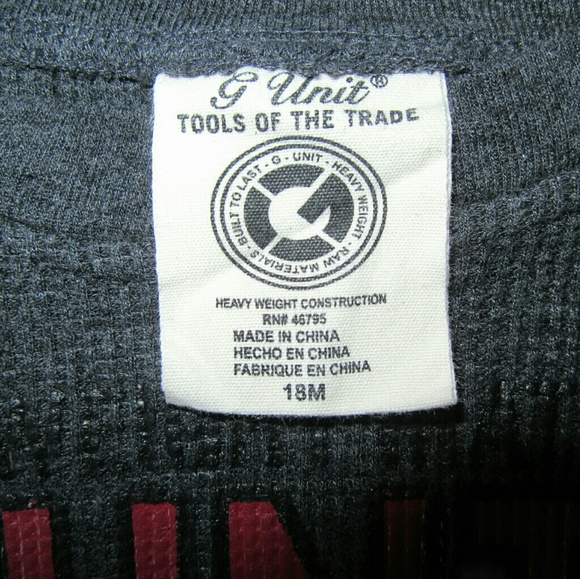 G Unit®
TOOLS OF THE TRADE
BUILT TO LAST - G - UNIT - HEAVY WEIGHT - RAW MATERIALS -
G
HEAVY WEIGHT CONSTRUCTION
RN# 46795
MADE IN CHINA
HECHO EN CHINA
FABRIQUE EN CHINA
18M